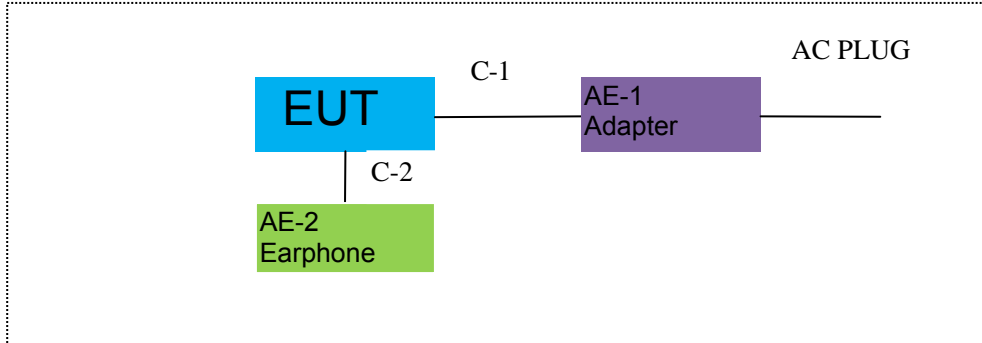 AC PLUG
C-1
EUT
AE-1
Adapter
C-2
AE-2
Earphone